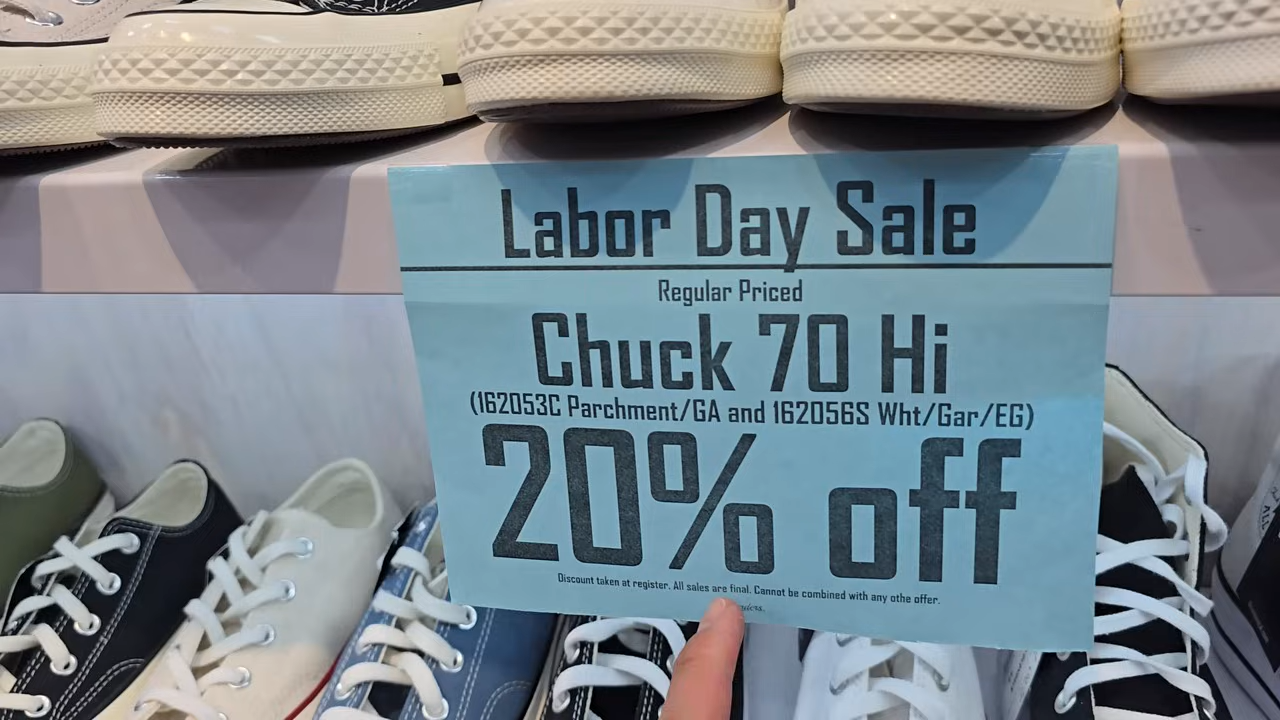 Labor Day Sale
Regular Priced
Chuck 70 Hi
(162053C Parchment/GA and 162056S Wht/Gar/EG)
20% off
Discount taken at register. All sales are final. Cannot be combined with any othe offer.